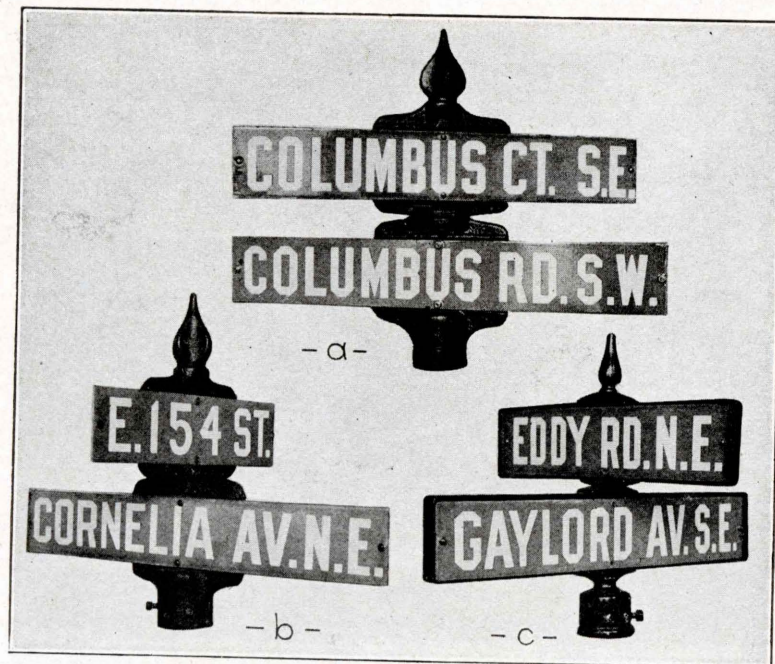 COLUMBUS CT. S.E.
COLUMBUS RD. S.W.
- a -
E. 154 ST.
CORNELIA AV. N.E.
- b -
EDDY RD. N.E.
GAYLORD AV. S.E.
- c -